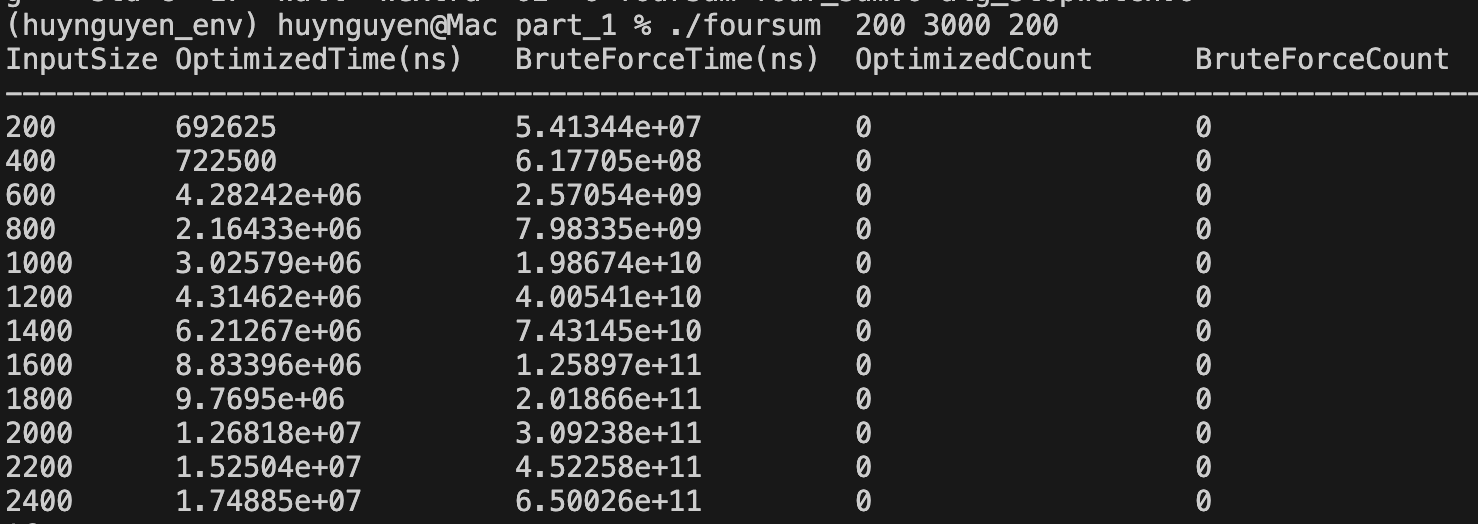 (huynguyen_env) huynguyen@Mac part_1 % ./foursum  200 3000 200
InputSize OptimizedTime(ns)   BruteForceTime(ns)  OptimizedCount      BruteForceCount
--------------------------------------------------------------------------------------
200       692625              5.41344e+07         0                   0
400       722500              6.17705e+08         0                   0
600       4.28242e+06         2.57054e+09         0                   0
800       2.16433e+06         7.98335e+09         0                   0
1000      3.02579e+06         1.98674e+10         0                   0
1200      4.31462e+06         4.00541e+10         0                   0
1400      6.21267e+06         7.43145e+10         0                   0
1600      8.83396e+06         1.25897e+11         0                   0
1800      9.7695e+06          2.01866e+11         0                   0
2000      1.26818e+07         3.09238e+11         0                   0
2200      1.52504e+07         4.52258e+11         0                   0
2400      1.74885e+07         6.50026e+11         0                   0